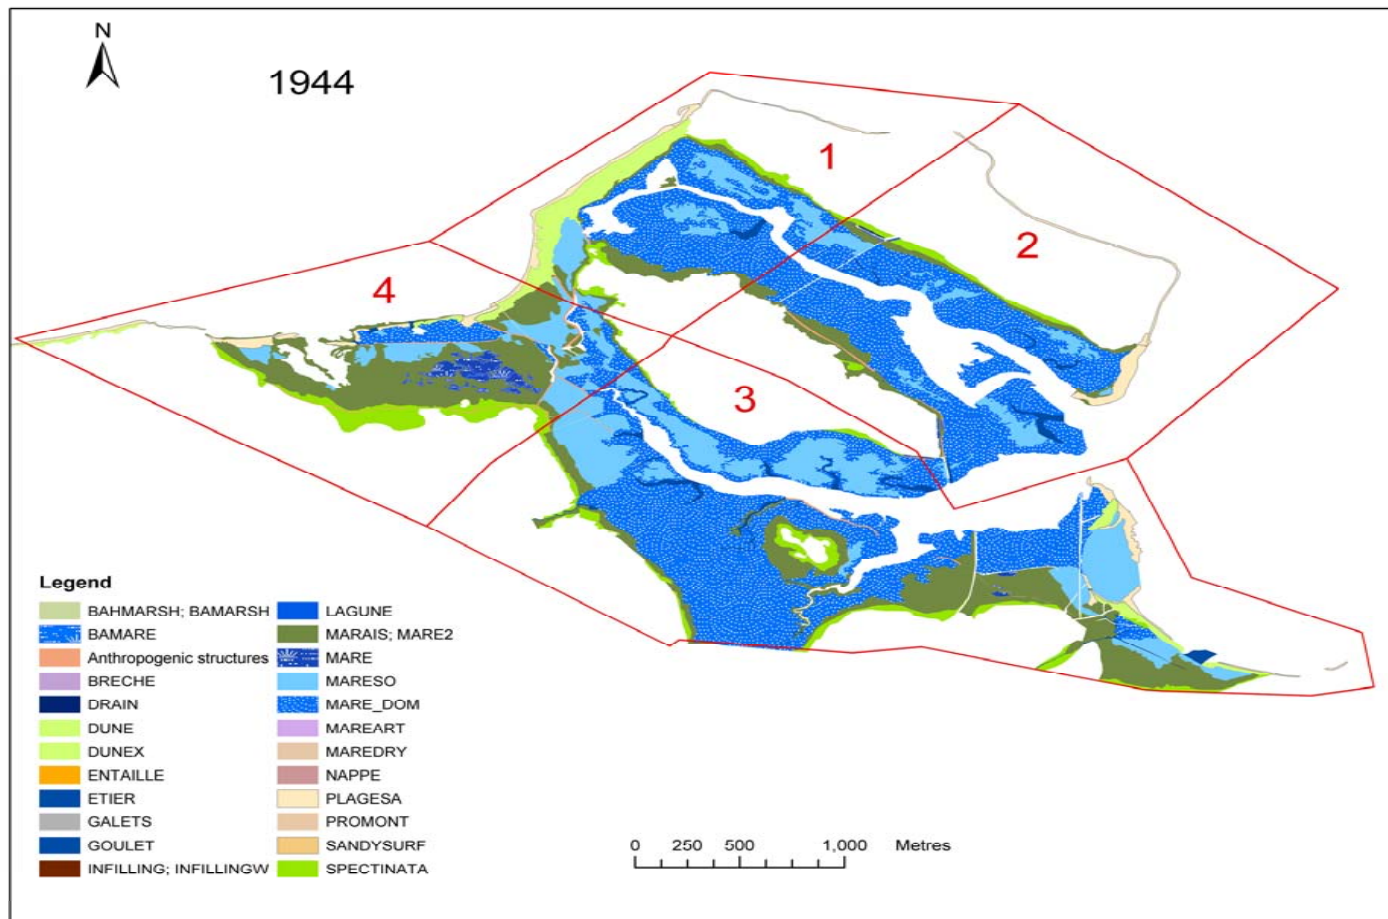 N
1944
1
2
4
3
Legend
BAHMARSH; BAMARSH
BAMARE
Anthropogenic structures
BRECHE
DRAIN
DUNE
DUNEX
ENTAILLE
ETIER
GALETS
GOULET
INFILLING; INFILLINGW
LAGUNE
MARAIS; MARE2
MARE
MARESO
MARE_DOM
MAREART
MAREDRY
NAPPE
PLAGESA
PROMONT
SANDYSURF
SPECTINATA
0 250 500 1,000 Metres